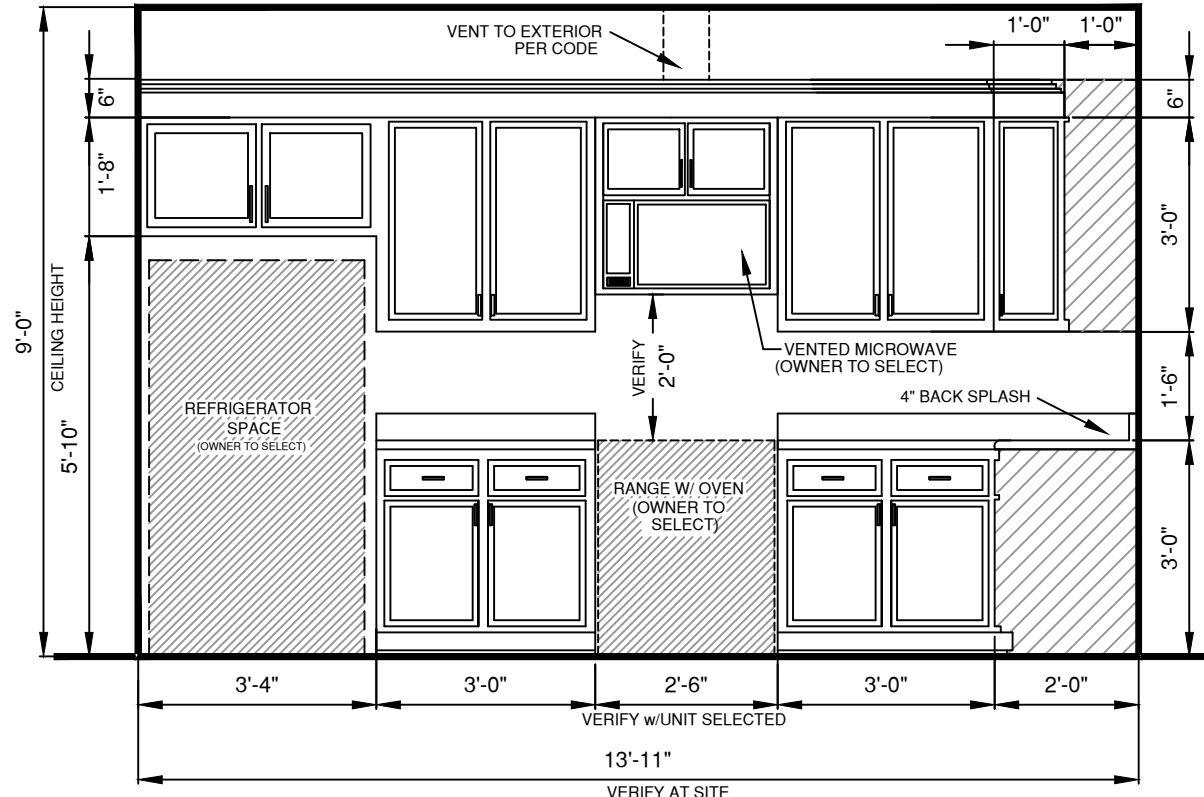 VENT TO EXTERIOR
PER CODE
1'-0"
1'-0"
6"
6"
1'-8"
3'-0"
9'-0"
CEILING HEIGHT
5'-10"
VERIFY
2'-0"
VENTED MICROWAVE
(OWNER TO SELECT)
1'-6"
4" BACK SPLASH
REFRIGERATOR
SPACE
(OWNER TO SELECT)
RANGE W/ OVEN
(OWNER TO
SELECT)
3'-0"
3'-4"
3'-0"
2'-6"
3'-0"
2'-0"
VERIFY w/UNIT SELECTED
13'-11"
VERIFY AT SITE